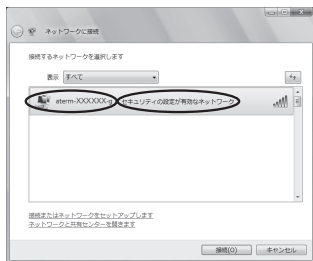 ネットワークに接続
接続するネットワークを選択します
表示 すべて
aterm-XXXXXX-g セキュリティの設定が有効なネットワーク
接続またはネットワークをセットアップします
ネットワークと共有センターを開きます
接続(O) キャンセル